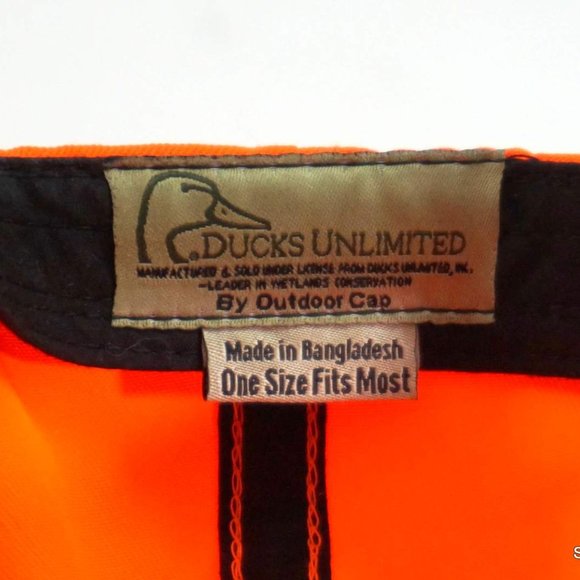 DUCKS UNLIMITED
MANUFACTURED & SOLD UNDER LICENSE FROM DUCKS UNLIMITED, INC.
-LEADER IN WETLANDS CONSERVATION
By Outdoor Cap
Made in Bangladesh
One Size Fits Most